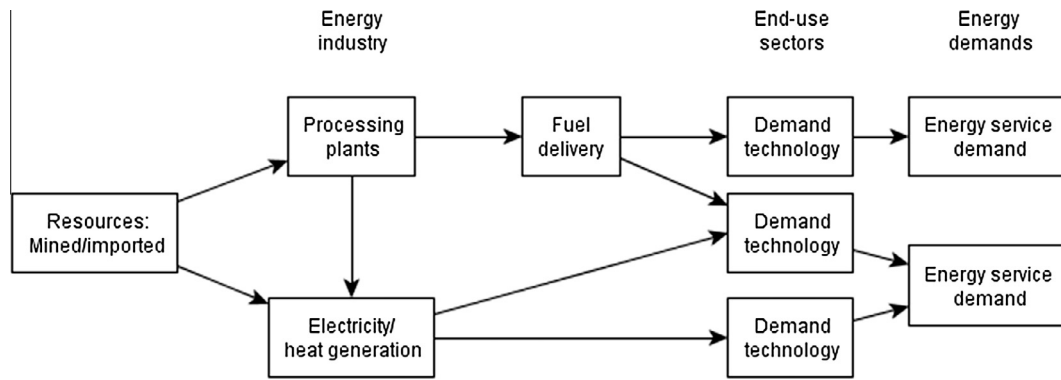 Energy
industry
End-use
sectors
Energy
demands
Processing
plants
Fuel
delivery
Demand
technology
Energy service
demand
Resources:
Mined/imported
Demand
technology
Energy service
demand
Electricity/
heat generation
Demand
technology